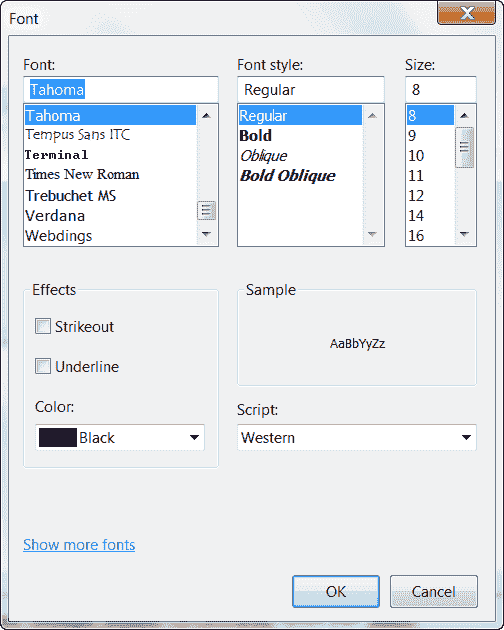 Font
Font: Font style: Size:
Tahoma Regular 8
Tahoma Regular 8
Tempus Sans ITC Bold 9
Terminal Oblique 10
Times New Roman Bold Oblique 11
Trebuchet MS 12
Verdana 14
Webdings 16
Effects Sample
Strikeout
AaBbYyZz
Underline
Color: Script:
Black Western
Show more fonts
OK Cancel